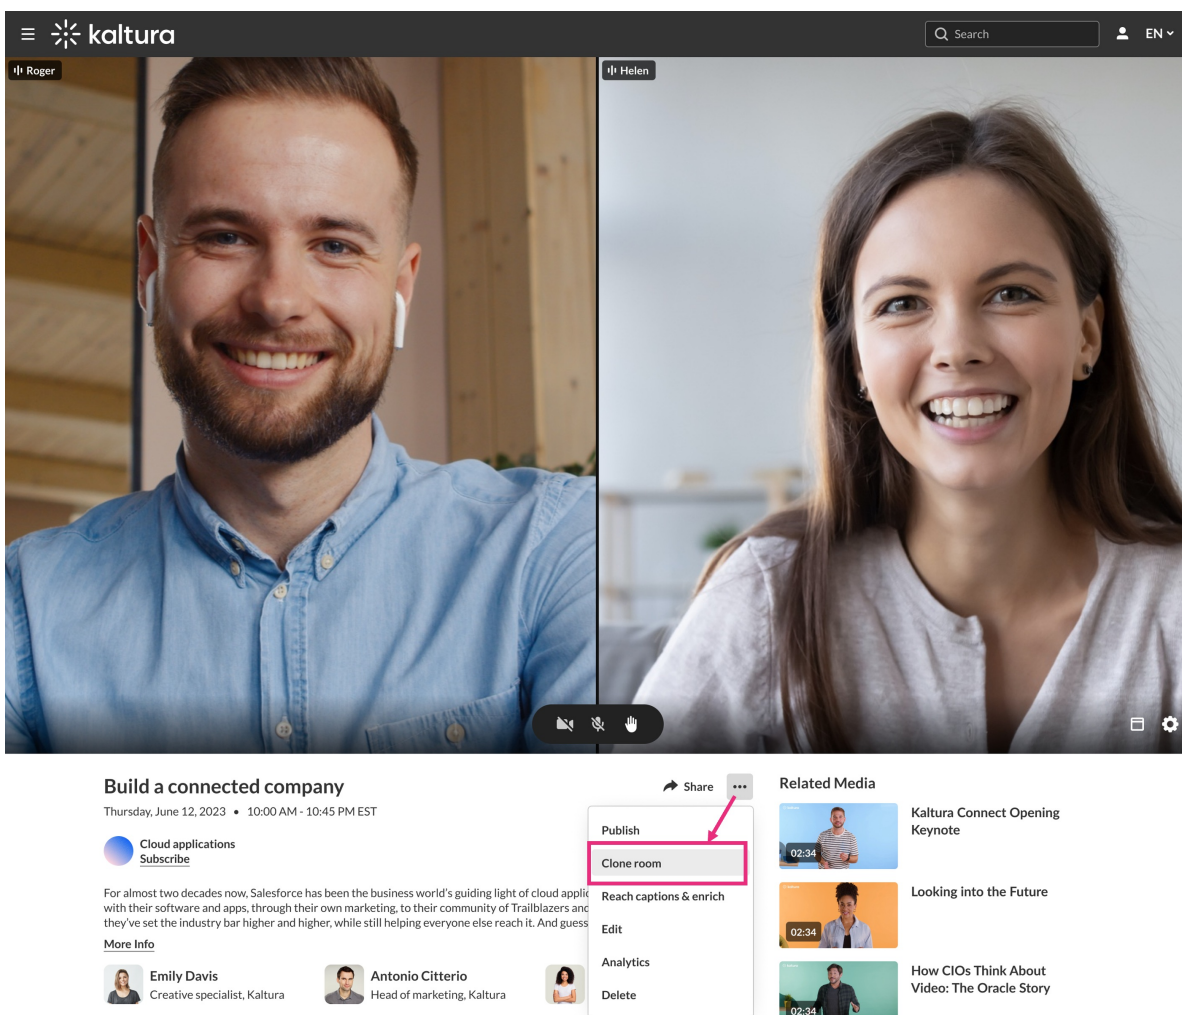 kaltura
Search
EN
Roger
Helen
Build a connected company
Thursday, June 12, 2023 • 10:00 AM - 10:45 PM EST
Cloud applications
Subscribe
For almost two decades now, Salesforce has been the business world's guiding light of cloud applic
with their software and apps, through their own marketing, to their community of Trailblazers and
they've set the industry bar higher and higher, while still helping everyone else reach it. And guess
More Info
Emily Davis
Creative specialist, Kaltura
Antonio Citterio
Head of marketing, Kaltura
Share
Publish
Clone room
Reach captions & enrich
Edit
Analytics
Delete
Related Media
02:34
Kaltura Connect Opening
Keynote
02:34
Looking into the Future
02:34
How CIOs Think About
Video: The Oracle Story